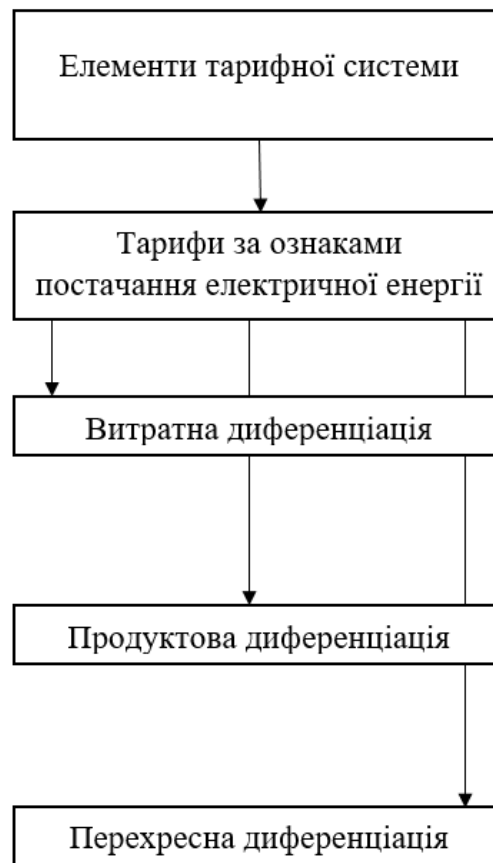 Елементи тарифної системи
Тарифи за ознаками
постачання електричної енергії
Витратна диференціація
Продуктова диференціація
Перехресна диференціація